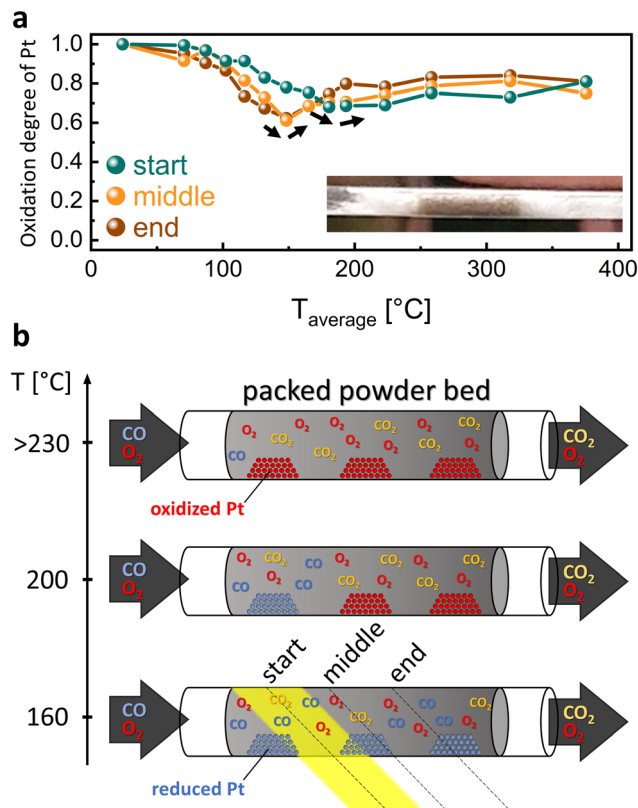 a
Oxidation degree of Pt
1.0
0.8
0.6
0.4
0.2
0.0
start
middle
end
0 100 200 300 400
T_average [°C]
b
T [°C]
packed powder bed
>230
CO
O₂
O₂ O₂ O₂ CO₂
CO₂ O₂ O₂ CO₂ O₂
CO CO₂
CO₂
O₂
oxidized Pt
200
CO
O₂
O₂ CO₂ CO O₂ CO₂
CO O₂ CO CO₂ O₂ CO₂
CO₂
O₂
start
middle
end
160
CO
O₂
O₂ CO₂ CO O₂ O₂ CO CO₂
CO CO O₂ CO₂ CO CO O₂
CO₂
O₂
reduced Pt